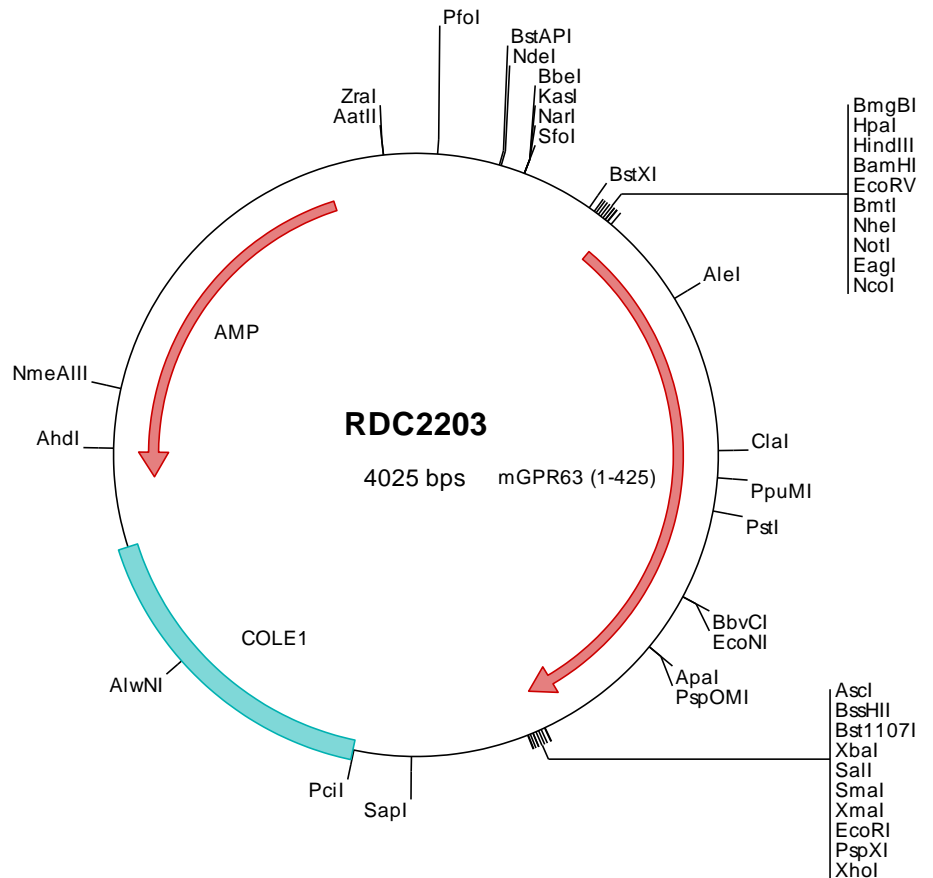 PfoI
BstAPI
NdeI
BbeI
KasI
NarI
SfoI
ZraI
AatII
BstXI
BmgBI
HpaI
HindIII
BamHI
EcoRV
BmtI
NheI
NotI
EagI
NcoI
AleI
AMP
NmeAIII
AhdI
RDC2203
4025 bps
mGPR63 (1-425)
ClaI
PpuMI
PstI
BbvCI
EcoNI
COLE1
AlwNI
ApaI
PspOMI
AscI
BssHII
Bst1107I
XbaI
SalI
SmaI
XmaI
EcoRI
PspXI
XhoI
PciI
SapI